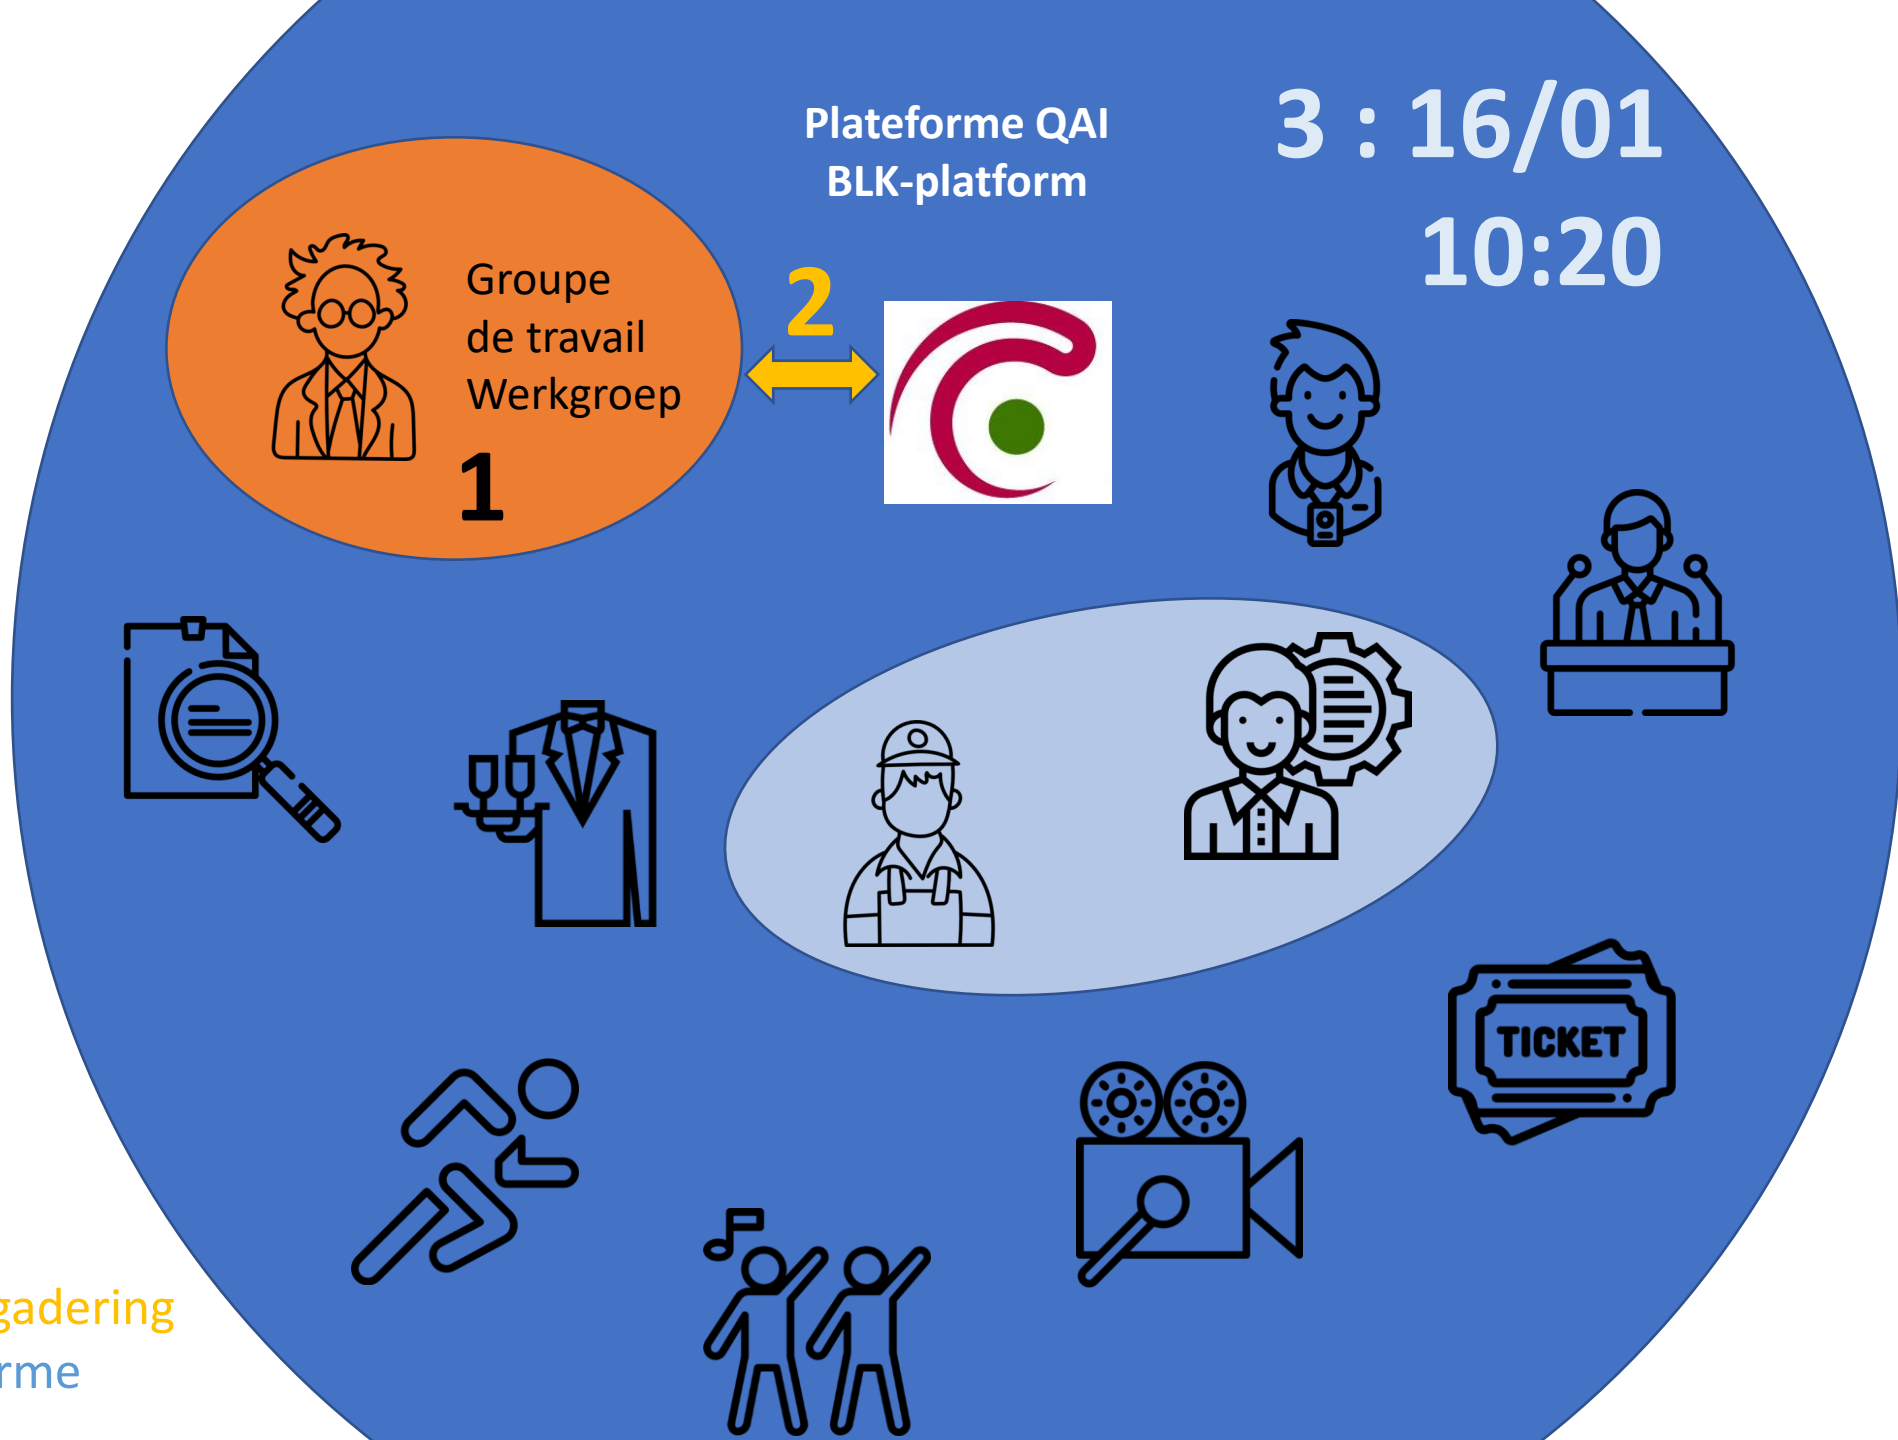 Plateforme QAI
BLK-platform
3 : 16/01
10:20
Groupe
de travail
Werkgroep
1
2
TICKET
gadering
rme